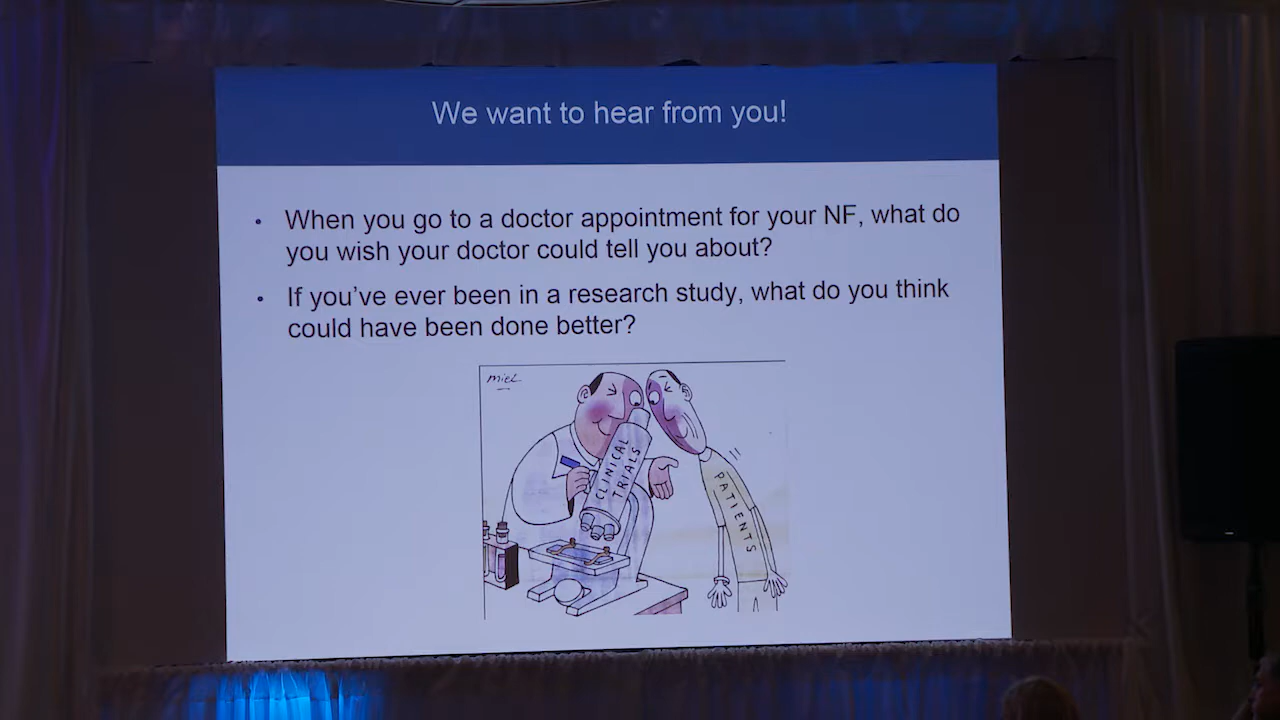 We want to hear from you!
• When you go to a doctor appointment for your NF, what do
you wish your doctor could tell you about?
• If you've ever been in a research study, what do you think
could have been done better?
miel
CLINICAL
TRIALS
PATIENTS